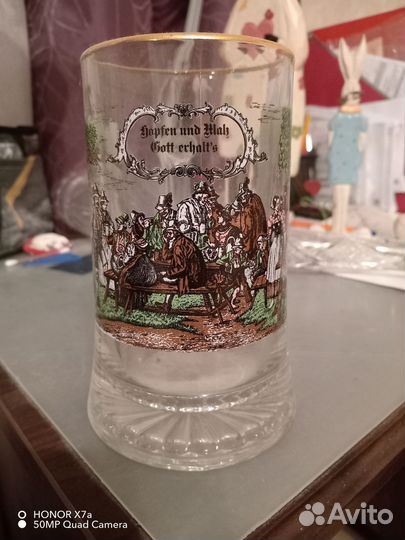 Hopfen und Malz
Gott erhalt's
HONOR X7a
50MP Quad Camera
Avito